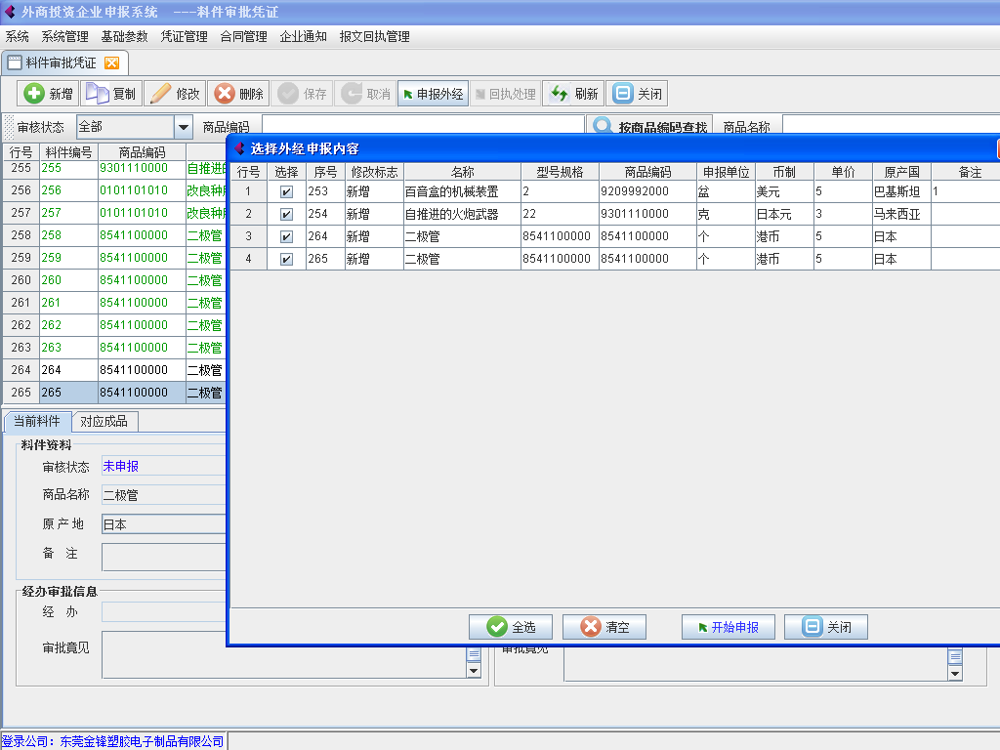 外商投资企业申报系统 ---料件审批凭证
系统 系统管理 基础参数 凭证管理 合同管理 企业通知 报文回执管理
料件审批凭证
新增 复制 修改 删除 保存 取消 申报外经 回执处理 刷新 关闭
审核状态 全部 商品编码 按商品编码查找 商品名称
行号 料件编号 商品编码
255 255 9301110000 自推进的
256 256 0101101010 改良种
257 257 0101101010 改良种
258 258 8541100000 二极管
259 259 8541100000 二极管
260 260 8541100000 二极管
261 261 8541100000 二极管
262 262 8541100000 二极管
263 263 8541100000 二极管
264 264 8541100000 二极管
265 265 8541100000 二极管
选择外经申报内容
行号 选择 序号 修改标志 名称 型号规格 商品编码 申报单位 币制 单价 原产国 备注
1 253 新增 百音盒的机械装置 2 9209992000 盆 美元 5 巴基斯坦 1
2 254 新增 自推进的火炮武器 22 9301110000 克 日本元 3 马来西亚
3 264 新增 二极管 8541100000 8541100000 个 港币 5 日本
4 265 新增 二极管 8541100000 8541100000 个 港币 5 日本
全选 清空 开始申报 关闭
当前料件 对应成品
料件资料
审核状态 未申报
商品名称 二极管
原产地 日本
备 注
经办审批信息
经 办
审批竟见
审批竟见
登录公司：东莞金锋塑胶电子制品有限公司